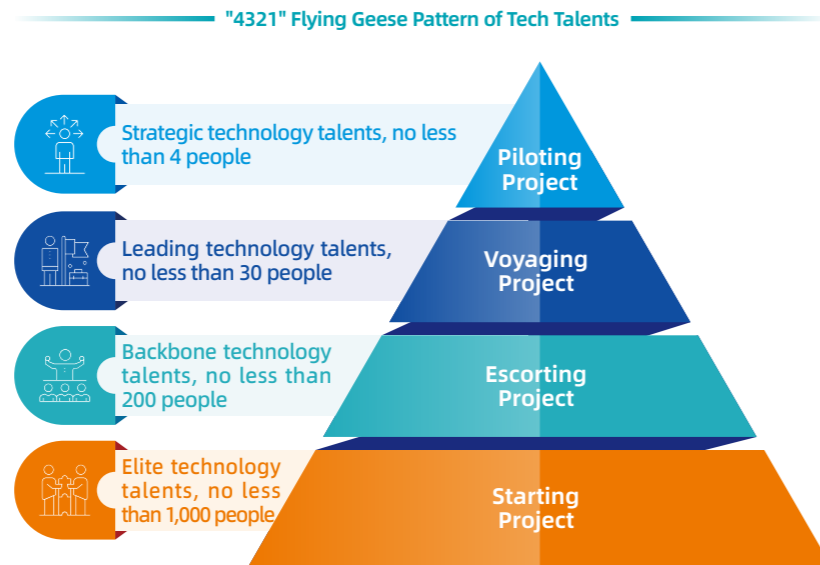 "4321" Flying Geese Pattern of Tech Talents
Strategic technology talents, no less
than 4 people
Piloting
Project
Leading technology talents,
no less than 30 people
Voyaging
Project
Backbone technology
talents, no less than
200 people
Escorting
Project
Elite technology
talents, no less
than 1,000 people
Starting
Project